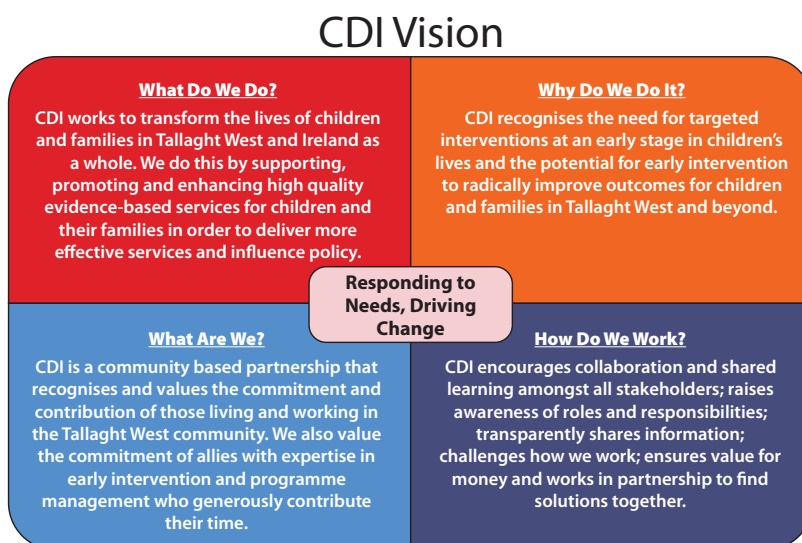 CDI Vision
What Do We Do?
CDI works to transform the lives of children
and families in Tallaght West and Ireland as
a whole. We do this by supporting,
promoting and enhancing high quality
evidence-based services for children and
their families in order to deliver more
effective services and influence policy.
Why Do We Do It?
CDI recognises the need for targeted
interventions at an early stage in children’s
lives and the potential for early intervention
to radically improve outcomes for children
and families in Tallaght West and beyond.
Responding to
Needs, Driving
Change
What Are We?
CDI is a community based partnership that
recognises and values the commitment and
contribution of those living and working in
the Tallaght West community. We also value
the commitment of allies with expertise in
early intervention and programme
management who generously contribute
their time.
How Do We Work?
CDI encourages collaboration and shared
learning amongst all stakeholders; raises
awareness of roles and responsibilities;
transparently shares information;
challenges how we work; ensures value for
money and works in partnership to find
solutions together.